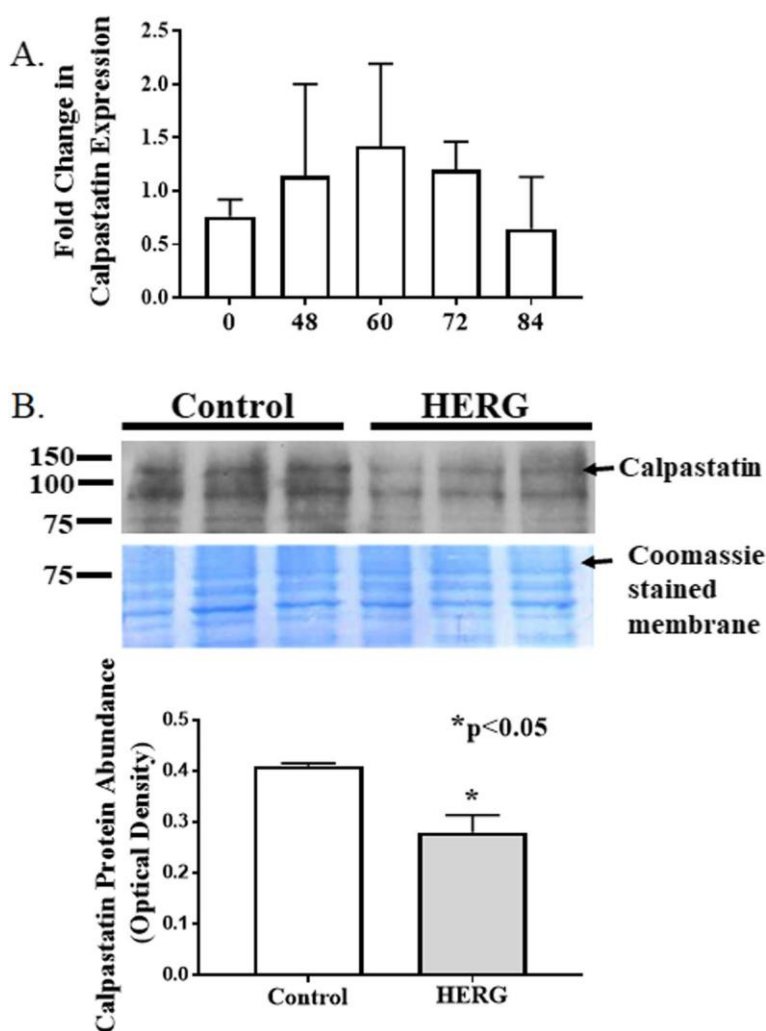 A.
Fold Change in
Calpastatin Expression
2.5
2.0
1.5
1.0
0.5
0.0
0 48 60 72 84
B.
Control HERG
150
100
75
Calpastatin
75
Coomassie
stained
membrane
Calpastatin Protein Abundance
(Optical Density)
0.5
0.4
0.3
0.2
0.1
0.0
*p<0.05
*
Control HERG